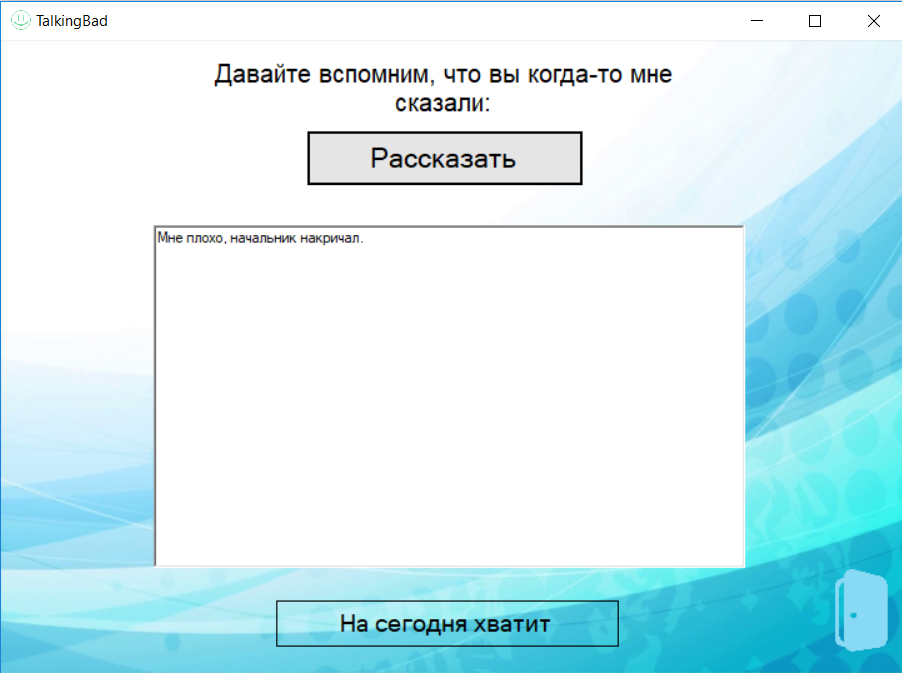 TalkingBad
Давайте вспомним, что вы когда-то мне
сказали:
Рассказать
Мне плохо, начальник накричал.
На сегодня хватит